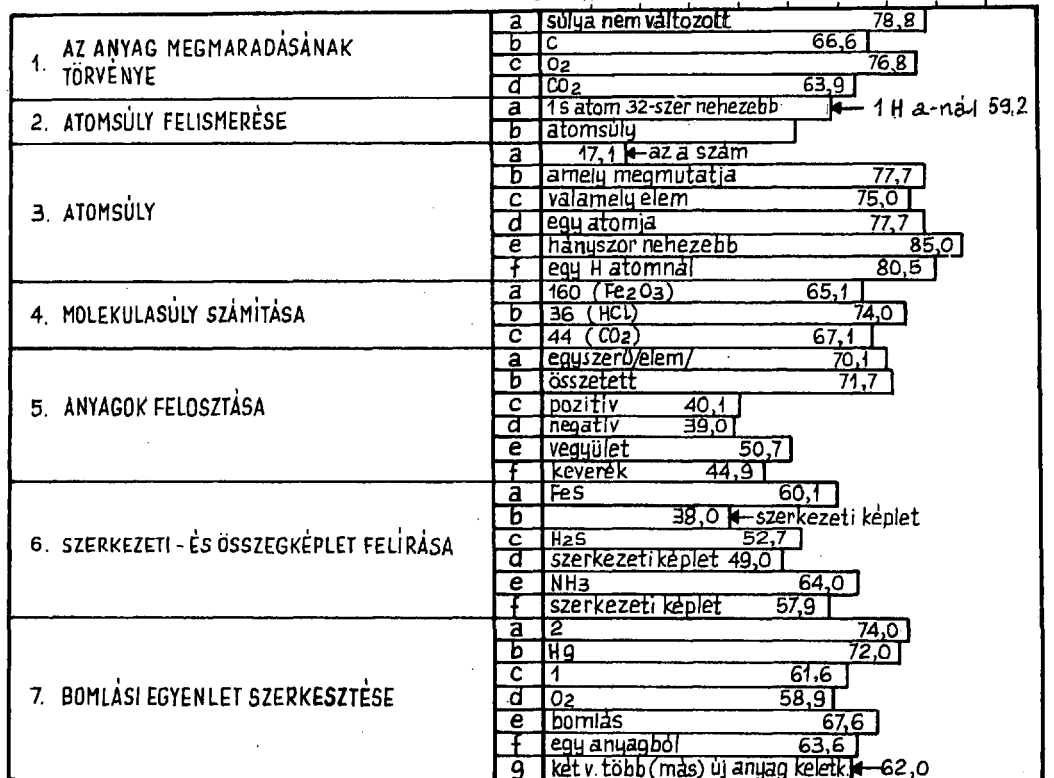 1. AZ ANYAG MEGMARADÁSÁNAK TÖRVÉNYE
a súlya nem változott 78,8
b C 66,6
c O2 76,8
d CO2 63,9
2. ATOMSÚLY FELISMERÉSE
a 1 s atom 32-szer nehezebb 1 H a-nál 59,2
b atomsúly
3. ATOMSÚLY
a 17,1 az a szám
b amely megmutatja 77,7
c valamely elem 75,0
d egy atomja 77,7
e hányszor nehezebb 85,0
f egy H atomnál 80,5
4. MOLEKULASÚLY SZÁMÍTÁSA
a 160 (Fe2O3) 65,1
b 36 (HCl) 74,0
c 44 (CO2) 67,1
5. ANYAGOK FELOSZTÁSA
a egyszerű/elem/ 70,1
b összetett 71,7
c pozitív 40,1
d negatív 39,0
e vegyület 50,7
f keverék 44,9
6. SZERKEZETI - ÉS ÖSSZEGKÉPLET FELÍRÁSA
a FeS 60,1
b 38,0 szerkezeti képlet
c H2S 52,7
d szerkezeti képlet 49,0
e NH3 64,0
f szerkezeti képlet 57,9
7. BOMLÁSI EGYENLET SZERKESZTÉSE
a 2 74,0
b Hg 72,0
c 1 61,6
d O2 58,9
e bomlás 67,6
f egy anyagból 63,6
g két v. több (más) új anyag keletk. 62,0